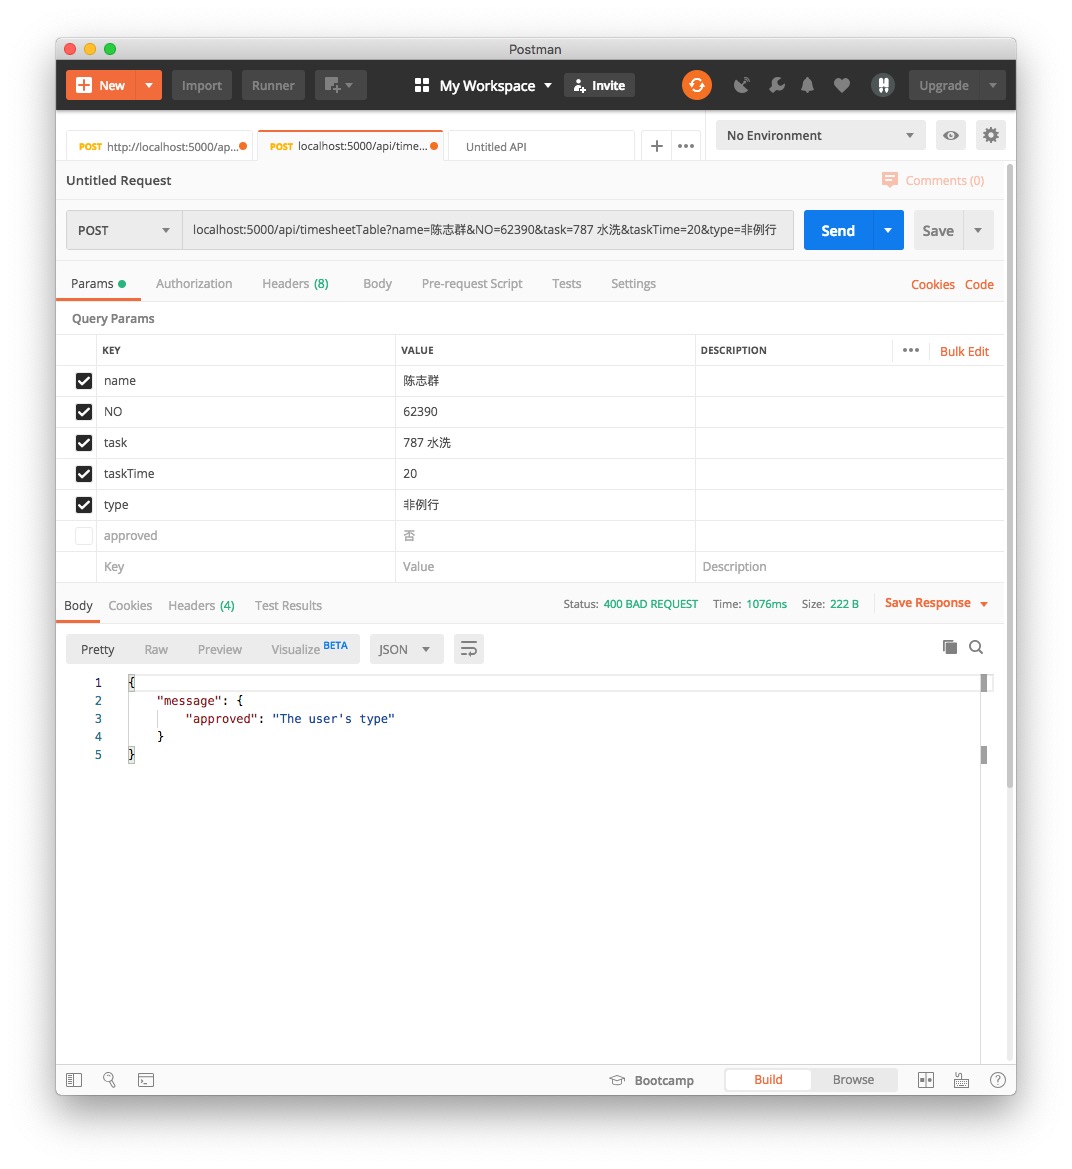 Postman
New Import Runner My Workspace Invite Upgrade
POST http://localhost:5000/ap... POST localhost:5000/api/time... Untitled API No Environment
Untitled Request Comments (0)
POST localhost:5000/api/timesheetTable?name=陈志群&NO=62390&task=787 水洗&taskTime=20&type=非例行 Send Save
Params Authorization Headers (8) Body Pre-request Script Tests Settings Cookies Code
Query Params
KEY VALUE DESCRIPTION Bulk Edit
name 陈志群
NO 62390
task 787 水洗
taskTime 20
type 非例行
approved 否
Key Value Description
Body Cookies Headers (4) Test Results Status: 400 BAD REQUEST Time: 1076ms Size: 222 B Save Response
Pretty Raw Preview Visualize BETA JSON
1 {
2 "message": {
3 "approved": "The user's type"
4 }
5 }
Bootcamp Build Browse